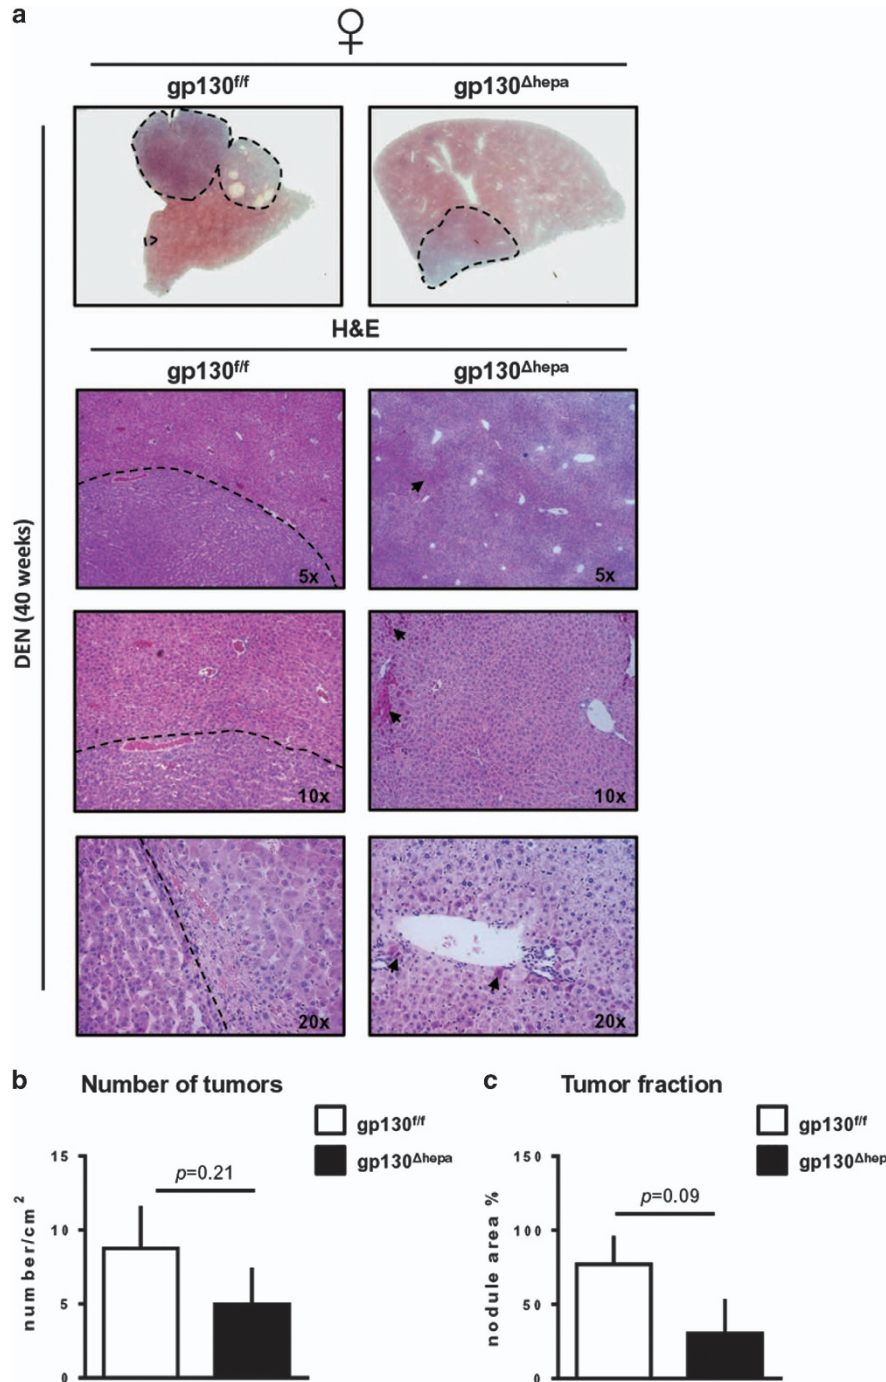 a
♀
gp130f/f
gp130Δhepa
H&E
gp130f/f
gp130Δhepa
DEN (40 weeks)
5x
5x
10x
10x
20x
20x
b
Number of tumors
gp130f/f
gp130Δhepa
number/cm2
15
10
5
0
p=0.21
c
Tumor fraction
gp130f/f
gp130Δhep
nodule area %
150
100
50
0
p=0.09